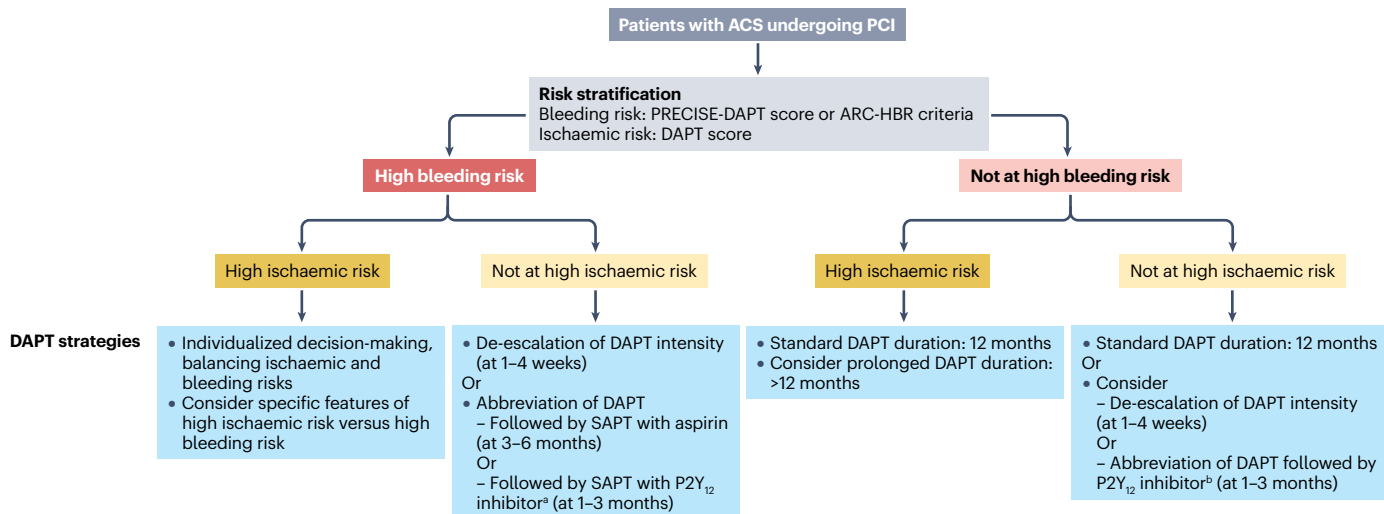 Patients with ACS undergoing PCI
Risk stratification
Bleeding risk: PRECISE-DAPT score or ARC-HBR criteria
Ischaemic risk: DAPT score
High bleeding risk
Not at high bleeding risk
High ischaemic risk
Not at high ischaemic risk
High ischaemic risk
Not at high ischaemic risk
DAPT strategies
• Individualized decision-making,
balancing ischaemic and
bleeding risks
• Consider specific features of
high ischaemic risk versus high
bleeding risk
• De-escalation of DAPT intensity
(at 1–4 weeks)
Or
• Abbreviation of DAPT
– Followed by SAPT with aspirin
(at 3–6 months)
Or
– Followed by SAPT with P2Y₁₂
inhibitorᵃ (at 1–3 months)
• Standard DAPT duration: 12 months
• Consider prolonged DAPT duration:
>12 months
• Standard DAPT duration: 12 months
Or
• Consider
– De-escalation of DAPT intensity
(at 1–4 weeks)
Or
– Abbreviation of DAPT followed by
P2Y₁₂ inhibitorᵇ (at 1–3 months)